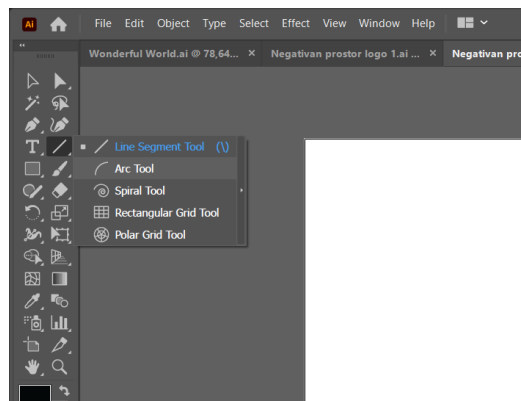 Ai File Edit Object Type Select Effect View Window Help
Wonderful World.ai @ 78,64... × Negativan prostor logo 1.ai ... × Negativan pro
T
Line Segment Tool (\)
Arc Tool
Spiral Tool
Rectangular Grid Tool
Polar Grid Tool